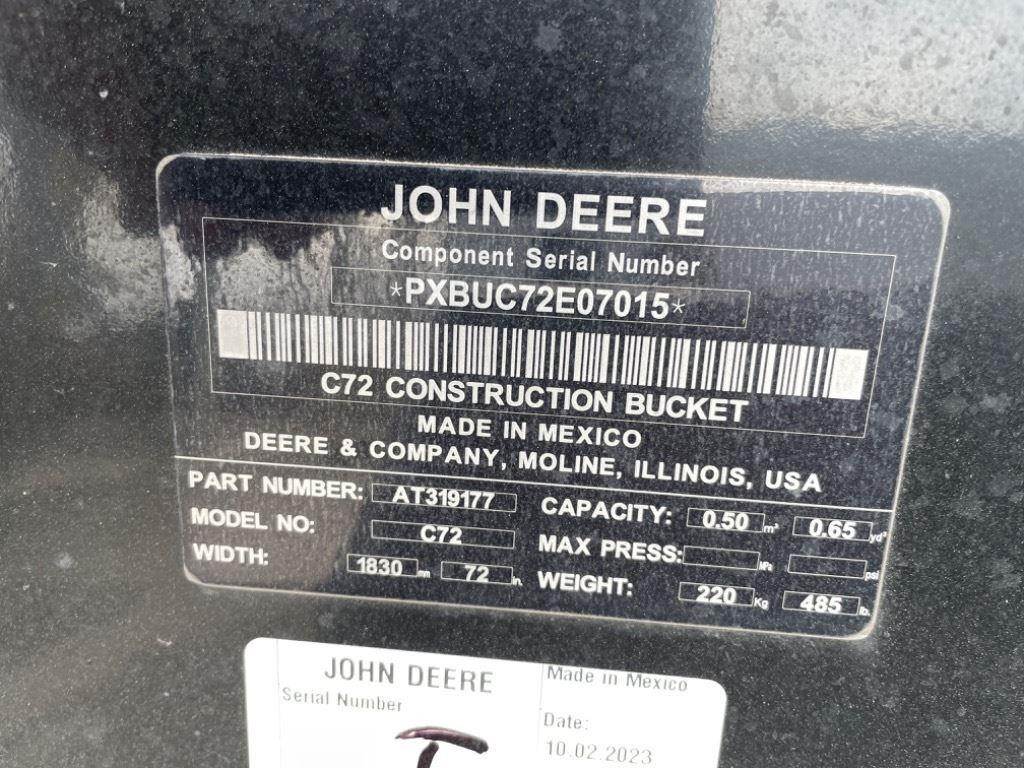 JOHN DEERE
Component Serial Number
*PXBUC72E07015*
C72 CONSTRUCTION BUCKET
MADE IN MEXICO
DEERE & COMPANY, MOLINE, ILLINOIS, USA
PART NUMBER: AT319177
MODEL NO: C72
WIDTH: 1830 mm 72 in.
CAPACITY: 0.50 m³ 0.65 yd³
MAX PRESS: MPa psi
WEIGHT: 220 Kg 485 lb.
JOHN DEERE
Serial Number
Made in Mexico
Date:
10.02.2023